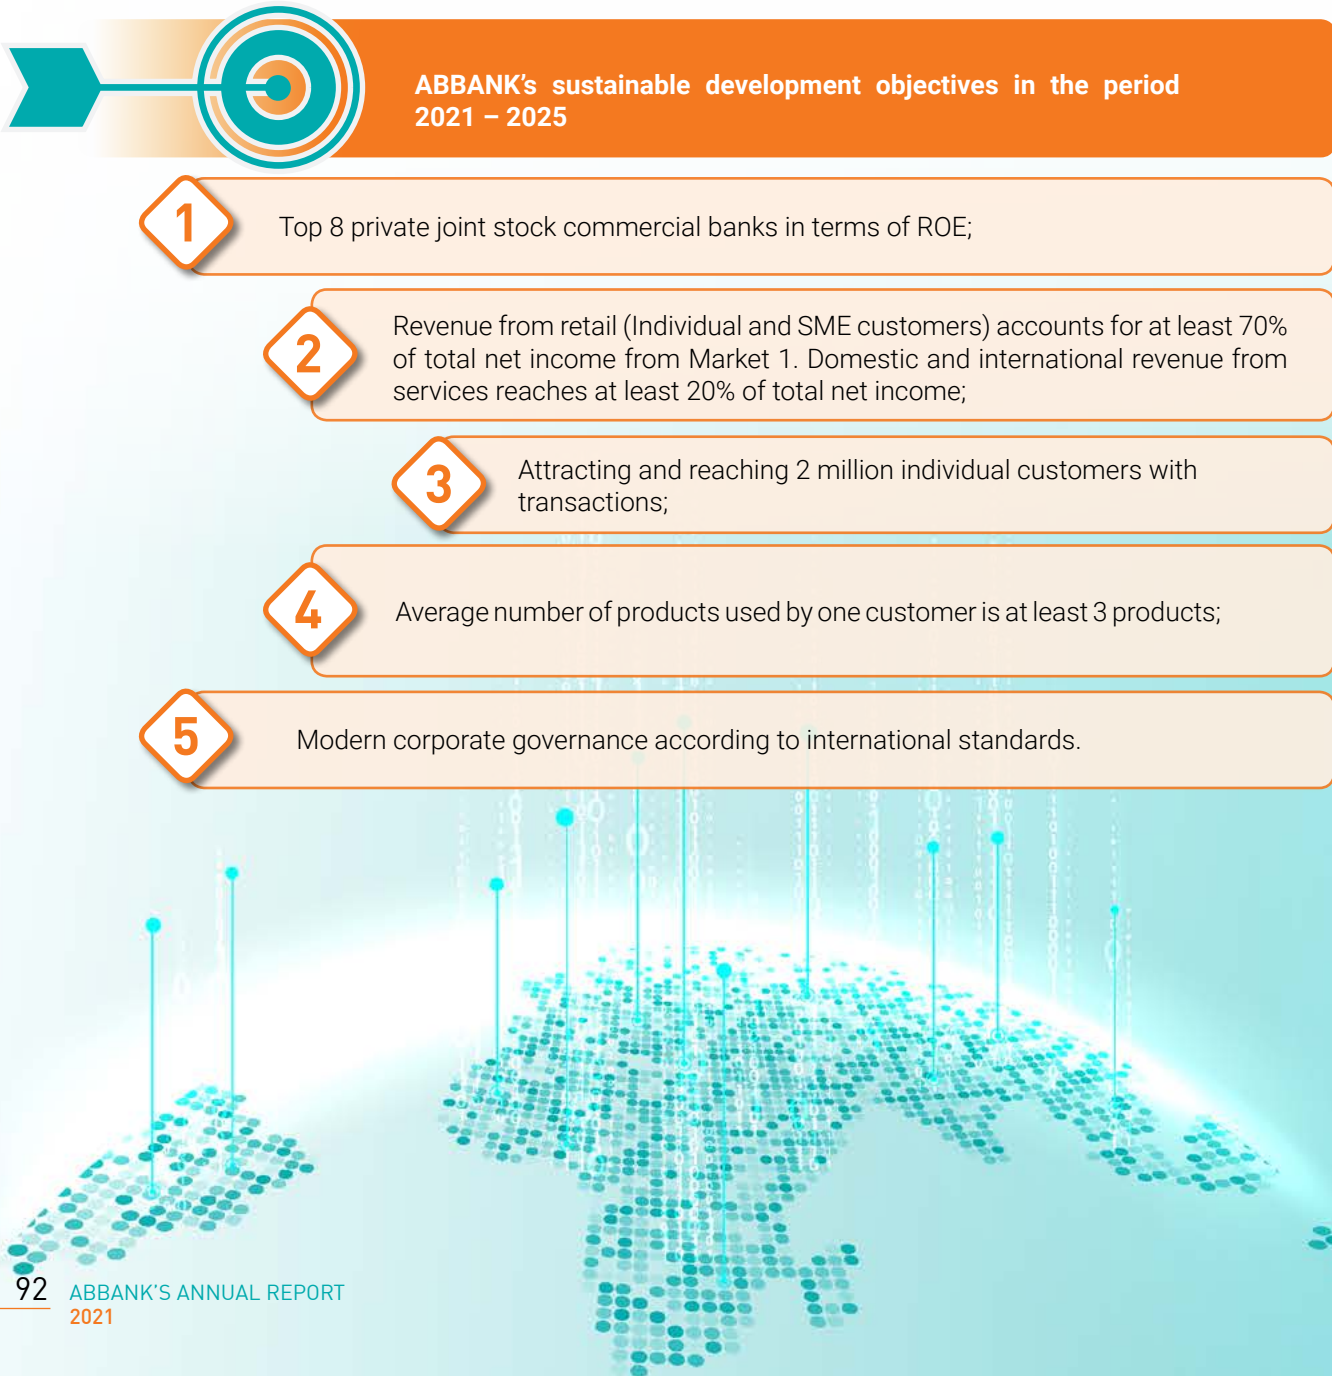 ABBANK’s sustainable development objectives in the period
2021 – 2025
1
Top 8 private joint stock commercial banks in terms of ROE;
2
Revenue from retail (Individual and SME customers) accounts for at least 70%
of total net income from Market 1. Domestic and international revenue from
services reaches at least 20% of total net income;
3
Attracting and reaching 2 million individual customers with
transactions;
4
Average number of products used by one customer is at least 3 products;
5
Modern corporate governance according to international standards.
92 ABBANK'S ANNUAL REPORT
2021